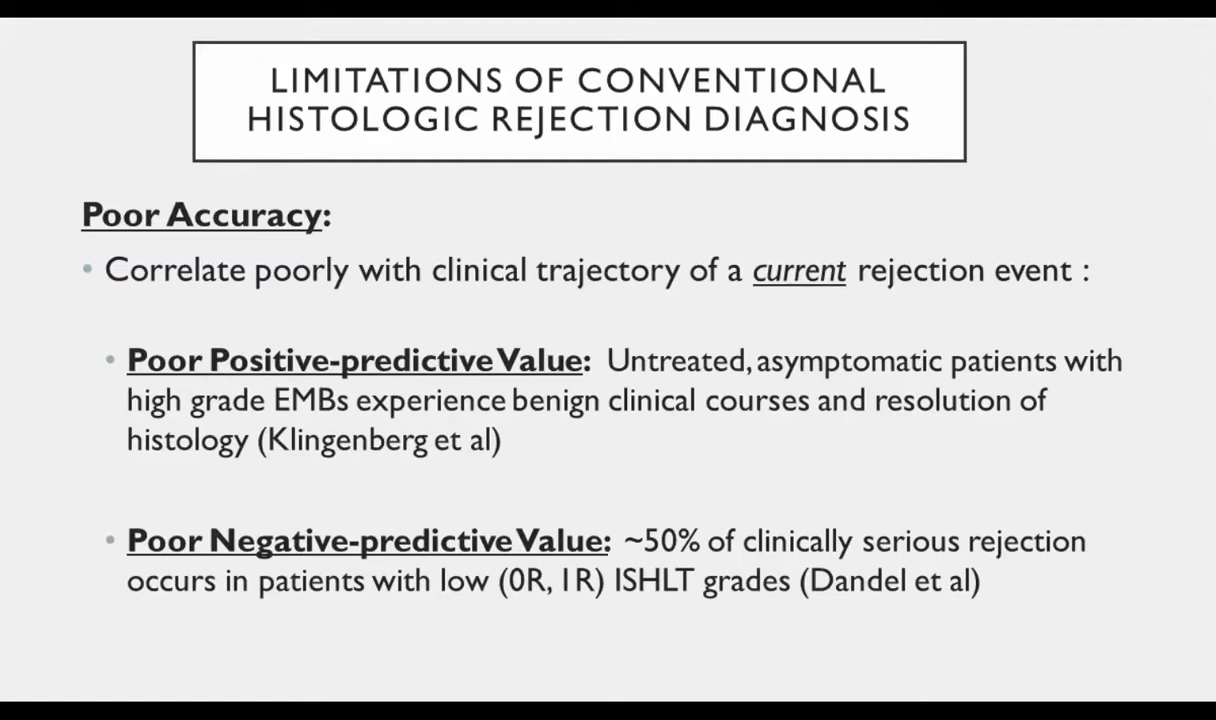 LIMITATIONS OF CONVENTIONAL
HISTOLOGIC REJECTION DIAGNOSIS
Poor Accuracy:
• Correlate poorly with clinical trajectory of a current rejection event :
• Poor Positive-predictive Value: Untreated, asymptomatic patients with
high grade EMBs experience benign clinical courses and resolution of
histology (Klingenberg et al)
• Poor Negative-predictive Value: ~50% of clinically serious rejection
occurs in patients with low (0R, 1R) ISHLT grades (Dandel et al)